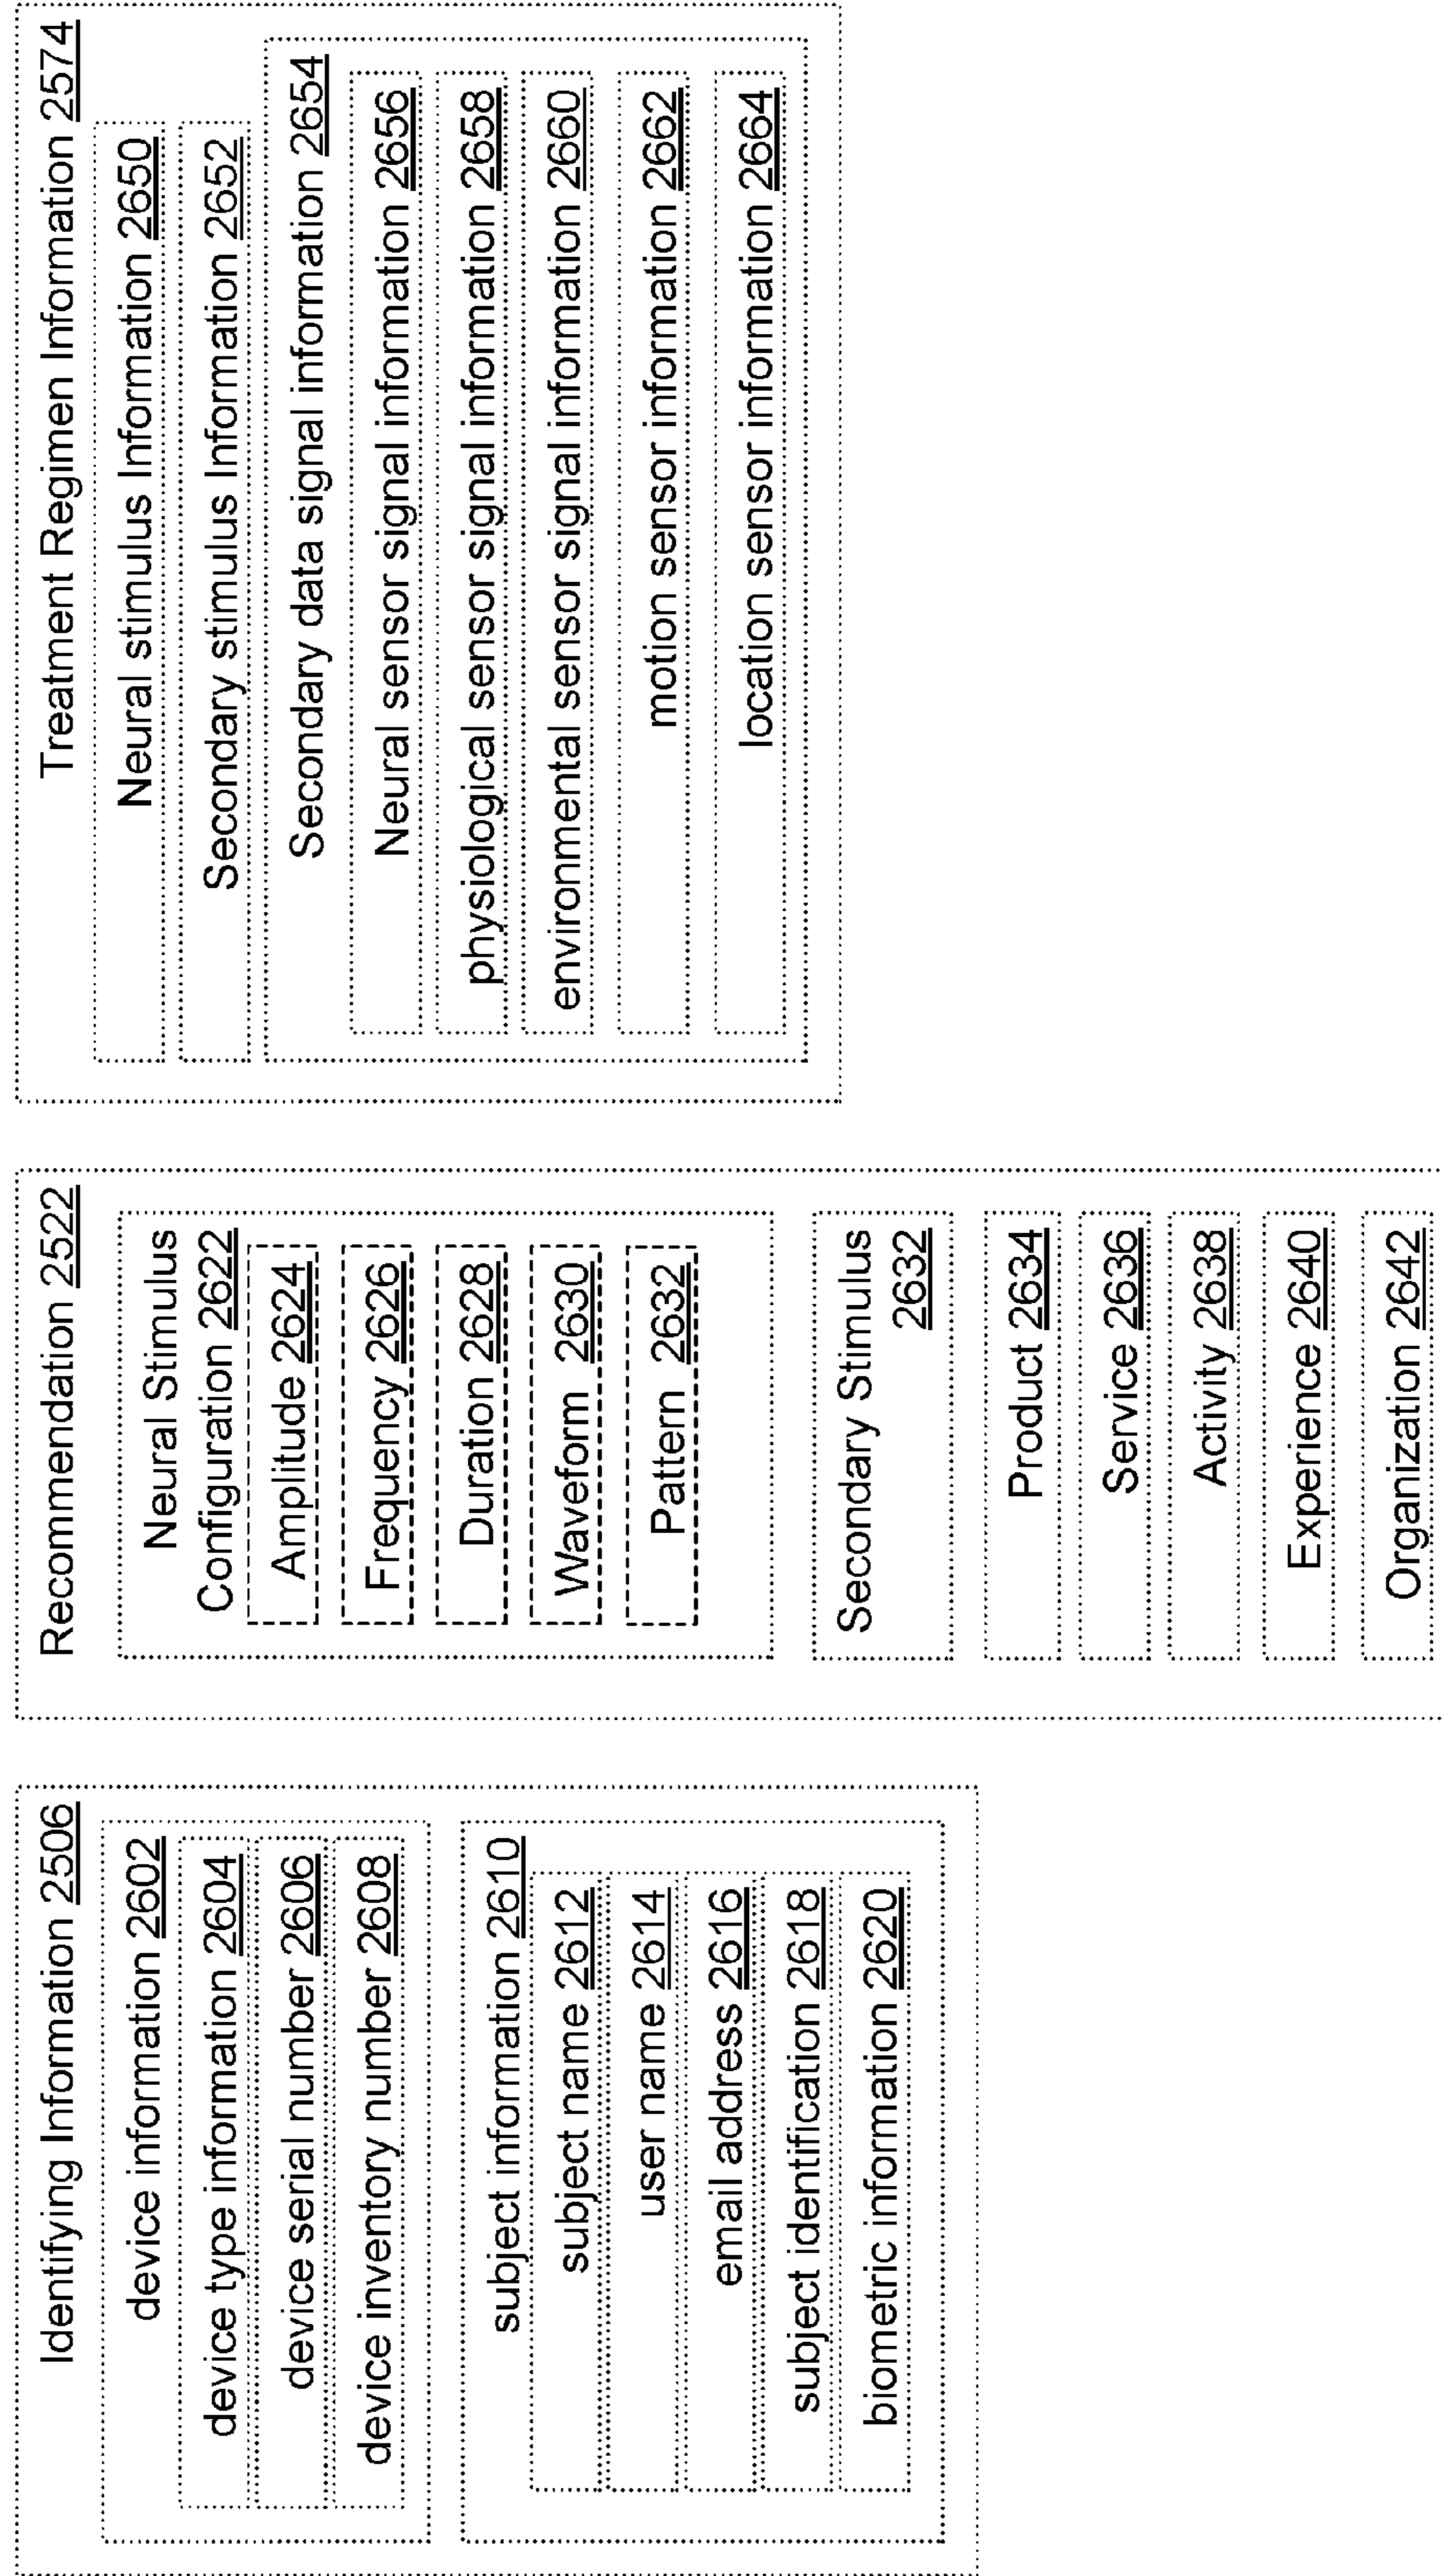 Identifying Information 2506
device information 2602
device type information 2604
device serial number 2606
device inventory number 2608
subject information 2610
subject name 2612
user name 2614
email address 2616
subject identification 2618
biometric information 2620
Recommendation 2522
Neural Stimulus
Configuration 2622
Amplitude 2624
Frequency 2626
Duration 2628
Waveform 2630
Pattern 2632
Secondary Stimulus
2632
Product 2634
Service 2636
Activity 2638
Experience 2640
Organization 2642
Treatment Regimen Information 2574
Neural stimulus Information 2650
Secondary stimulus Information 2652
Secondary data signal information 2654
Neural sensor signal information 2656
physiological sensor signal information 2658
environmental sensor signal information 2660
motion sensor information 2662
location sensor information 2664